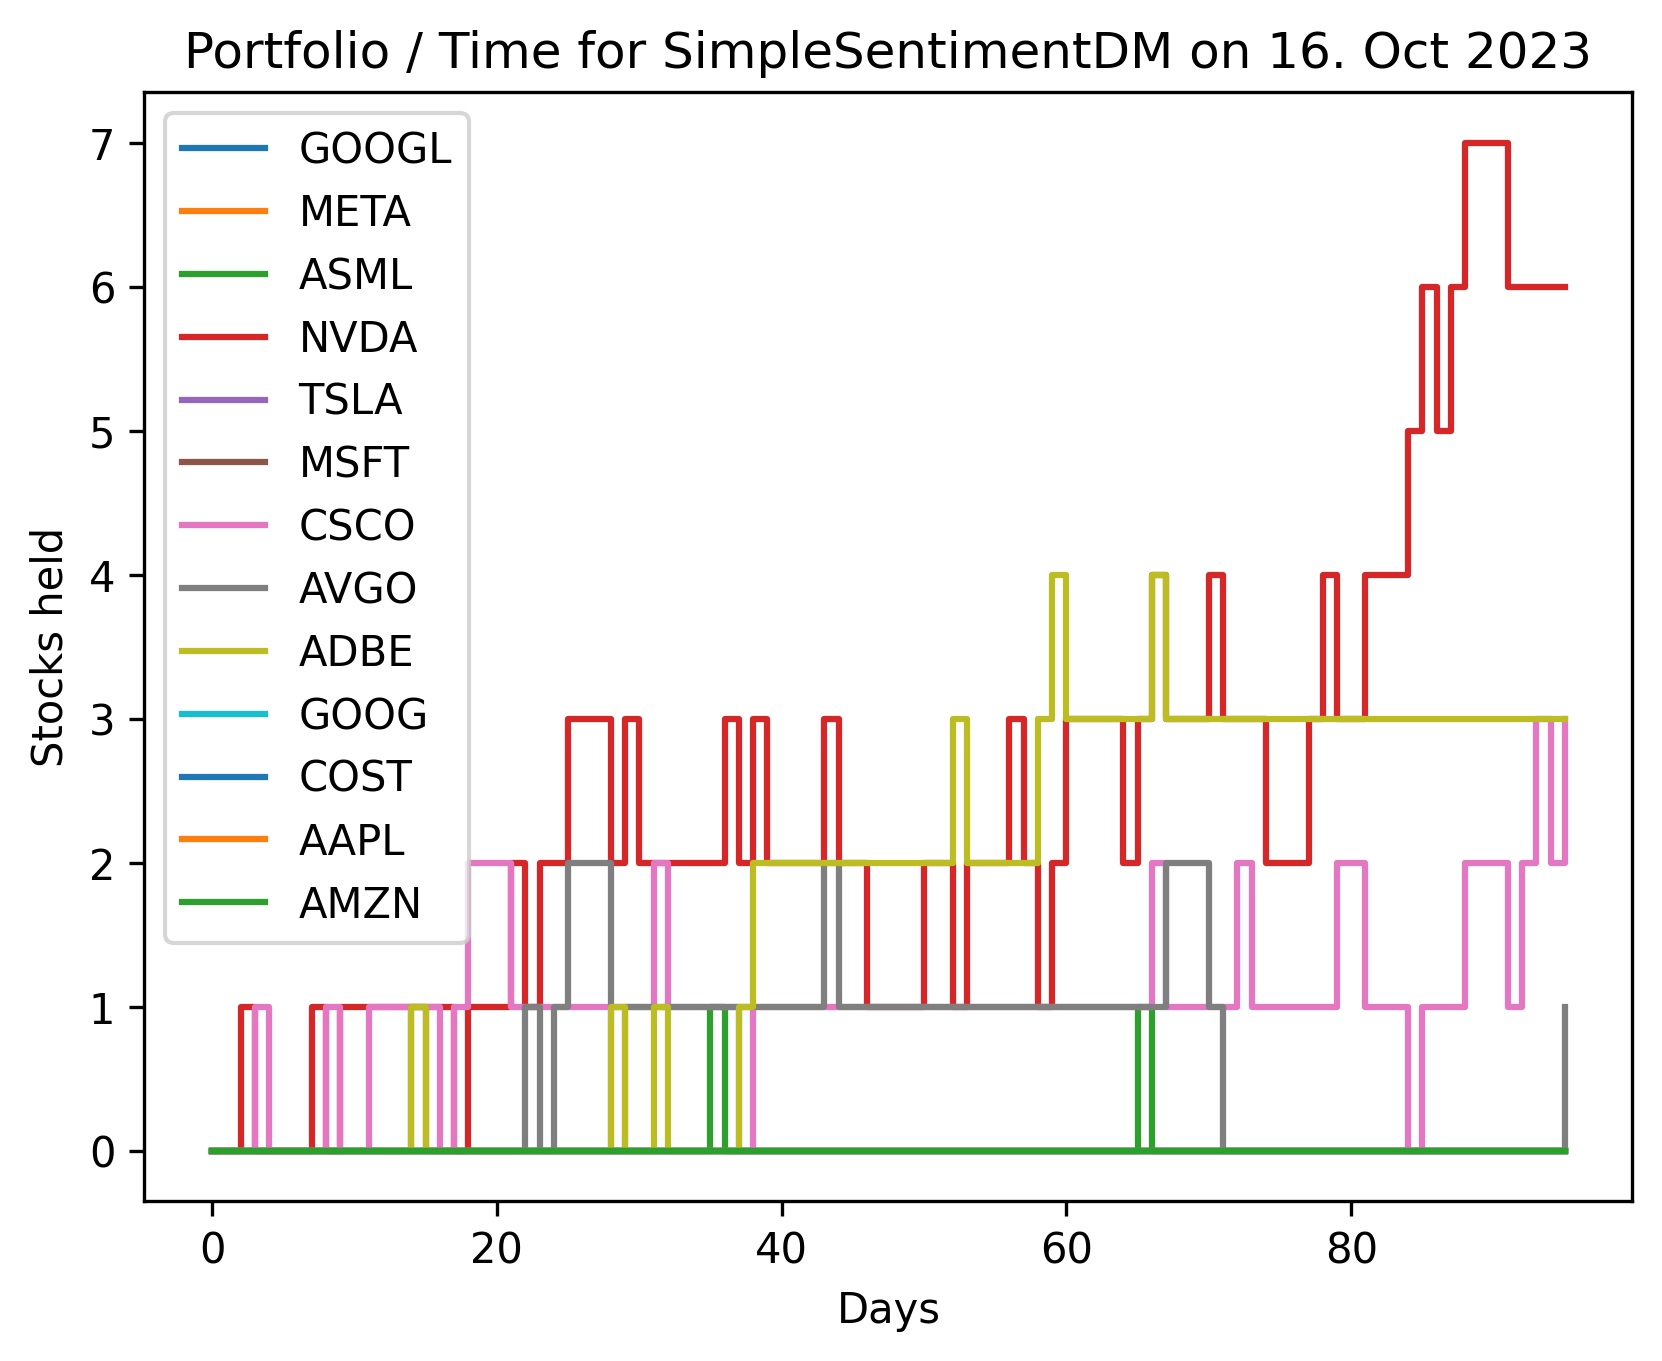 Portfolio / Time for SimpleSentimentDM on 16. Oct 2023
7
6
5
4
3
2
1
0
Stocks held
GOOGL
META
ASML
NVDA
TSLA
MSFT
CSCO
AVGO
ADBE
GOOG
COST
AAPL
AMZN
0 20 40 60 80
Days